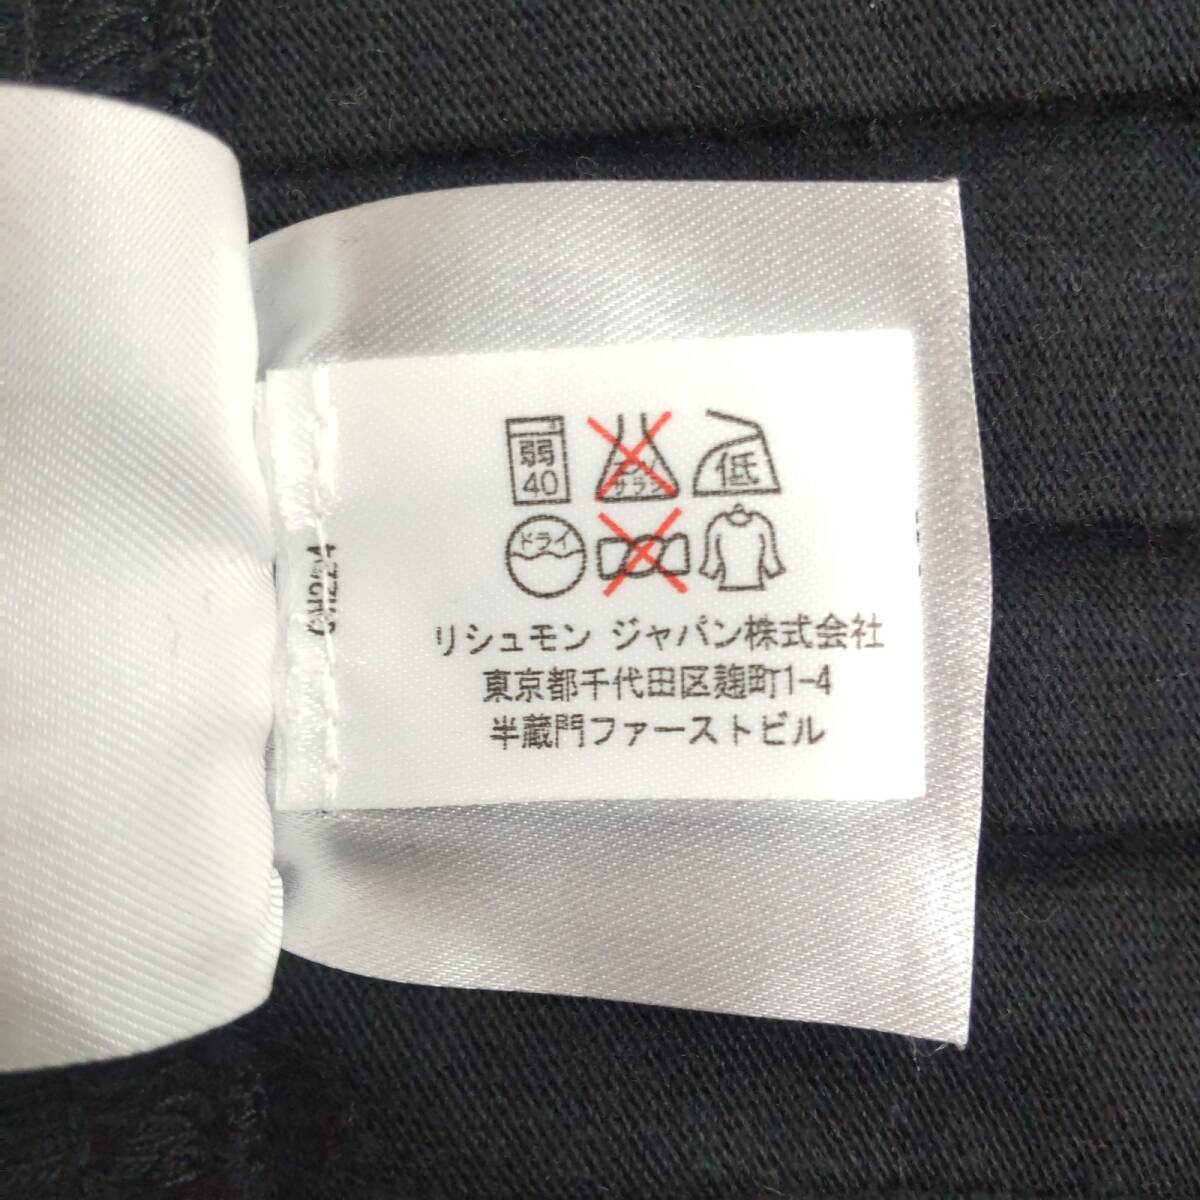 弱
40
エンソ
サラシ
低
ドライ
リシュモン ジャパン株式会社
東京都千代田区麹町1-4
半蔵門ファーストビル
CH224